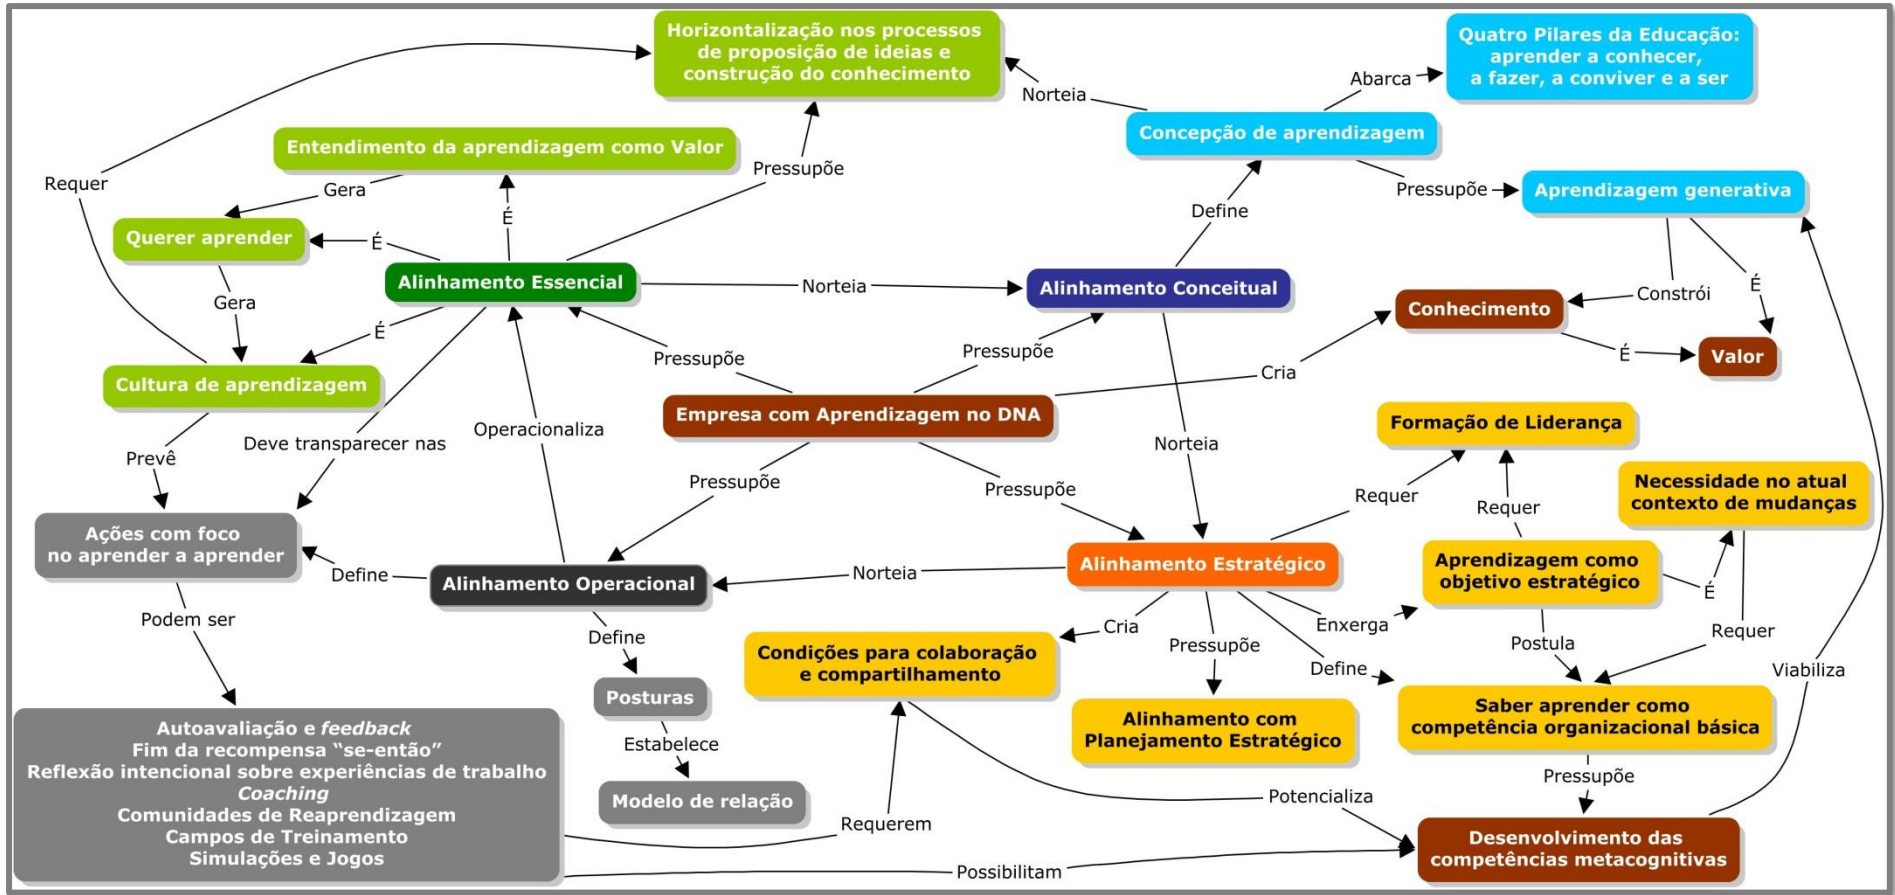 Horizontalização nos processos
de proposição de ideias e
construção do conhecimento
Quatro Pilares da Educação:
aprender a conhecer,
a fazer, a conviver e a ser
Abarca
Norteia
Concepção de aprendizagem
Entendimento da aprendizagem como Valor
Pressupõe
Requer
Gera
Pressupõe
Aprendizagem generativa
É
Define
Querer aprender
É
Alinhamento Essencial
Norteia
Alinhamento Conceitual
Constrói
É
Gera
Conhecimento
É
Pressupõe
Pressupõe
É
Valor
Cria
Cultura de aprendizagem
Empresa com Aprendizagem no DNA
Formação de Liderança
Operacionaliza
Deve transparecer nas
Norteia
Prevê
Pressupõe
Pressupõe
Requer
Necessidade no atual
contexto de mudanças
Requer
Ações com foco
no aprender a aprender
Define
Alinhamento Operacional
Norteia
Alinhamento Estratégico
Aprendizagem como
objetivo estratégico
É
Podem ser
Define
Cria
Pressupõe
Enxerga
Define
Postula
Requer
Viabiliza
Condições para colaboração
e compartilhamento
Posturas
Alinhamento com
Planejamento Estratégico
Saber aprender como
competência organizacional básica
Estabelece
Modelo de relação
Pressupõe
Autoavaliação e feedback
Fim da recompensa “se-então”
Reflexão intencional sobre experiências de trabalho
Coaching
Comunidades de Reaprendizagem
Campos de Treinamento
Simulações e Jogos
Requerem
Potencializa
Desenvolvimento das
competências metacognitivas
Possibilitam